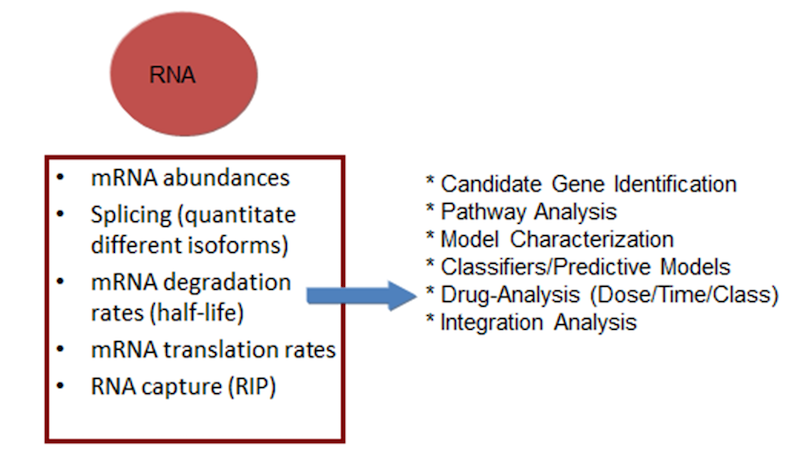 RNA
• mRNA abundances
• Splicing (quantitate
different isoforms)
• mRNA degradation
rates (half-life)
• mRNA translation rates
• RNA capture (RIP)
* Candidate Gene Identification
* Pathway Analysis
* Model Characterization
* Classifiers/Predictive Models
* Drug-Analysis (Dose/Time/Class)
* Integration Analysis